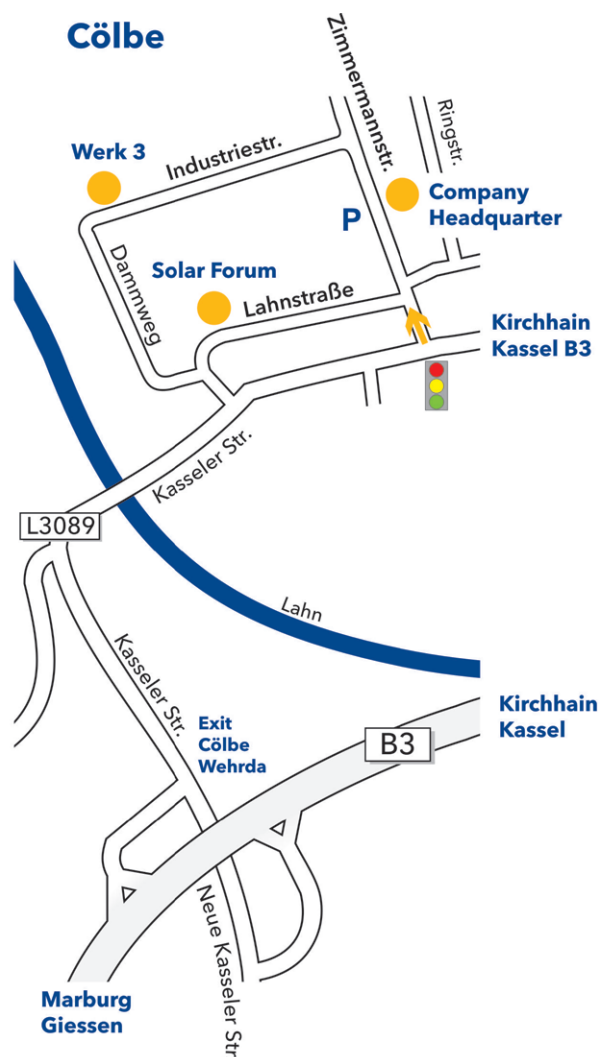 Cölbe
Zimmermannstr.
Ringstr.
Werk 3
Industriestr.
Company
Headquarter
P
Dammweg
Solar Forum
Lahnstraße
Kirchhain
Kassel B3
Kasseler Str.
L3089
Lahn
Kasseler Str.
Exit
Cölbe
Wehrda
Kirchhain
Kassel
B3
Neue Kasseler Str
Marburg
Giessen